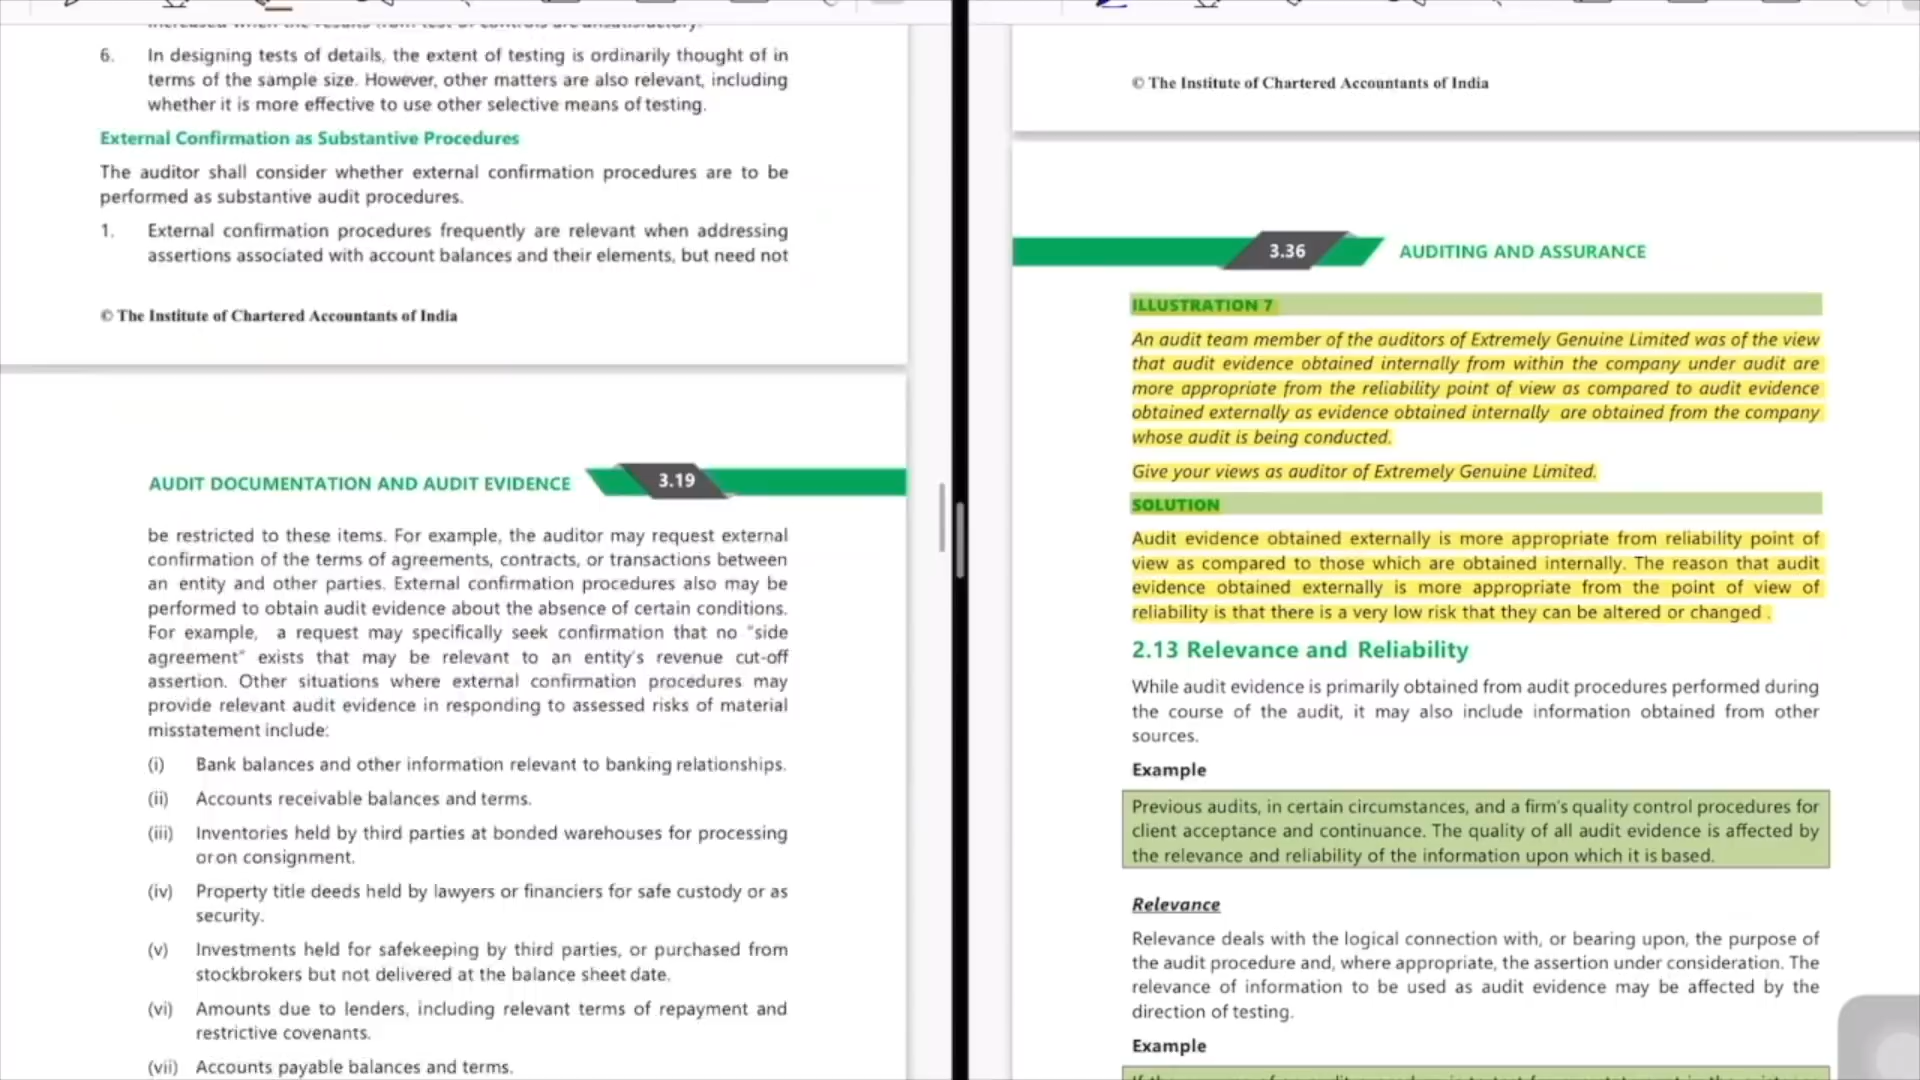 6. In designing tests of details, the extent of testing is ordinarily thought of in
terms of the sample size. However, other matters are also relevant, including
whether it is more effective to use other selective means of testing.
External Confirmation as Substantive Procedures
The auditor shall consider whether external confirmation procedures are to be
performed as substantive audit procedures.
1. External confirmation procedures frequently are relevant when addressing
assertions associated with account balances and their elements, but need not
© The Institute of Chartered Accountants of India
AUDIT DOCUMENTATION AND AUDIT EVIDENCE 3.19
be restricted to these items. For example, the auditor may request external
confirmation of the terms of agreements, contracts, or transactions between
an entity and other parties. External confirmation procedures also may be
performed to obtain audit evidence about the absence of certain conditions.
For example, a request may specifically seek confirmation that no "side
agreement" exists that may be relevant to an entity's revenue cut-off
assertion. Other situations where external confirmation procedures may
provide relevant audit evidence in responding to assessed risks of material
misstatement include:
(i) Bank balances and other information relevant to banking relationships.
(ii) Accounts receivable balances and terms.
(iii) Inventories held by third parties at bonded warehouses for processing
or on consignment.
(iv) Property title deeds held by lawyers or financiers for safe custody or as
security.
(v) Investments held for safekeeping by third parties, or purchased from
stockbrokers but not delivered at the balance sheet date.
(vi) Amounts due to lenders, including relevant terms of repayment and
restrictive covenants.
(vii) Accounts payable balances and terms.
© The Institute of Chartered Accountants of India
3.36 AUDITING AND ASSURANCE
ILLUSTRATION 7
An audit team member of the auditors of Extremely Genuine Limited was of the view
that audit evidence obtained internally from within the company under audit are
more appropriate from the reliability point of view as compared to audit evidence
obtained externally as evidence obtained internally are obtained from the company
whose audit is being conducted.
Give your views as auditor of Extremely Genuine Limited.
SOLUTION
Audit evidence obtained externally is more appropriate from reliability point of
view as compared to those which are obtained internally. The reason that audit
evidence obtained externally is more appropriate from the point of view of
reliability is that there is a very low risk that they can be altered or changed .
2.13 Relevance and Reliability
While audit evidence is primarily obtained from audit procedures performed during
the course of the audit, it may also include information obtained from other
sources.
Example
Previous audits, in certain circumstances, and a firm's quality control procedures for
client acceptance and continuance. The quality of all audit evidence is affected by
the relevance and reliability of the information upon which it is based.
Relevance
Relevance deals with the logical connection with, or bearing upon, the purpose of
the audit procedure and, where appropriate, the assertion under consideration. The
relevance of information to be used as audit evidence may be affected by the
direction of testing.
Example